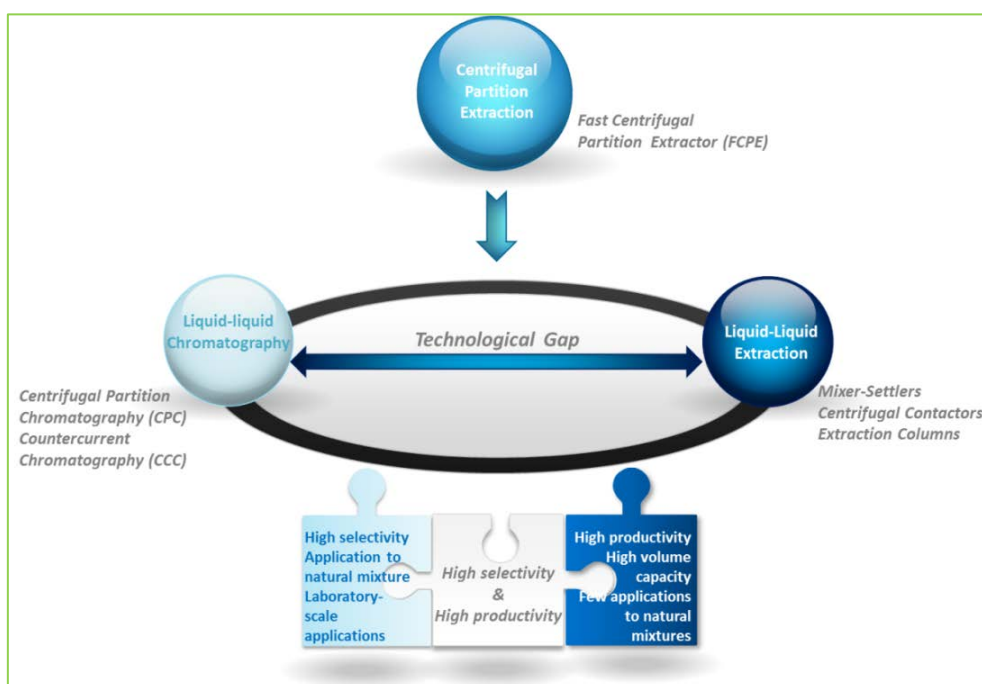 Centrifugal
Partition
Extraction
Fast Centrifugal
Partition Extractor (FCPE)
Liquid-liquid
Chromatography
Technological Gap
Liquid-Liquid
Extraction
Centrifugal Partition
Chromatography (CPC)
Countercurrent
Chromatography (CCC)
Mixer-Settlers
Centrifugal Contactors
Extraction Columns
High selectivity
Application to
natural mixture
Laboratory-
scale
applications
High selectivity
&
High productivity
High productivity
High volume
capacity
Few applications
to natural
mixtures